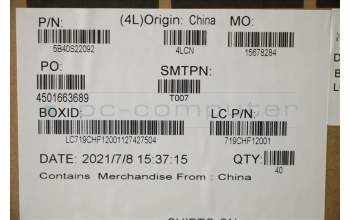 P/N: (4L)Origin: China MO:
5B40S22092 4LCN 15678284
PO: SMTPN:
4501663689 T007
BOXID: LC P/N:
LC719CHF12001127427504 719CHF12001
DATE: 2021/7/8 15:37:15 QTY:
40
Contains Merchandise From : China